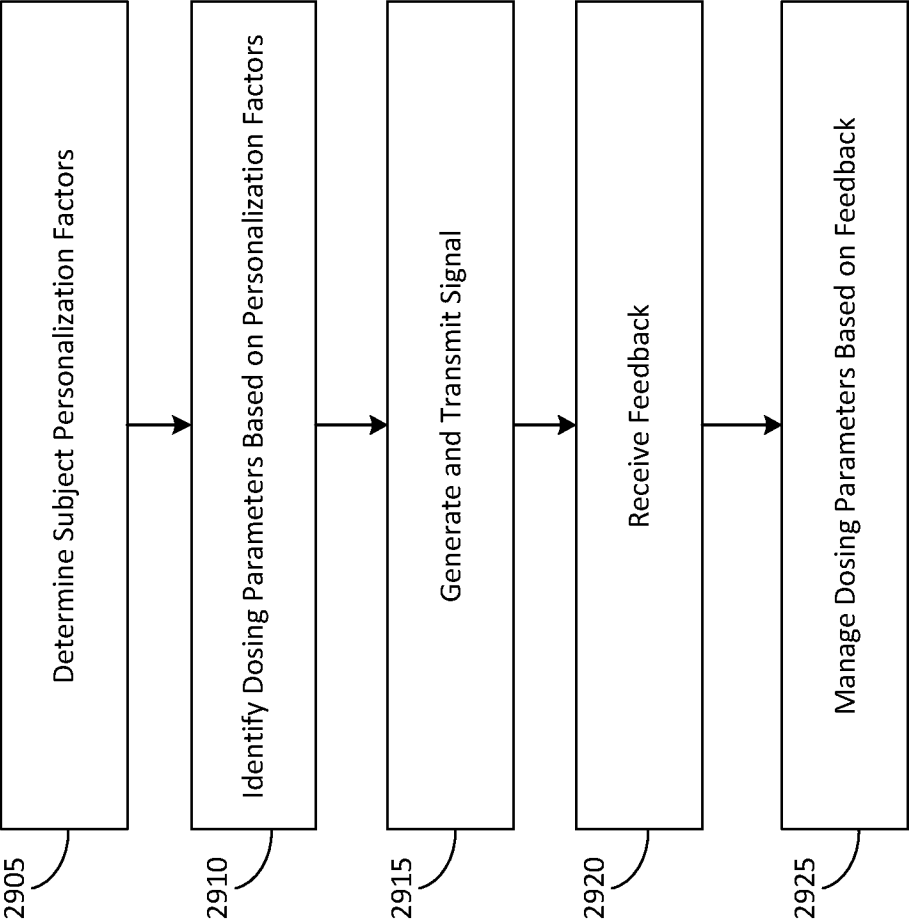 2905
Determine Subject Personalization Factors
2910
Identify Dosing Parameters Based on Personalization Factors
2915
Generate and Transmit Signal
2920
Receive Feedback
2925
Manage Dosing Parameters Based on Feedback